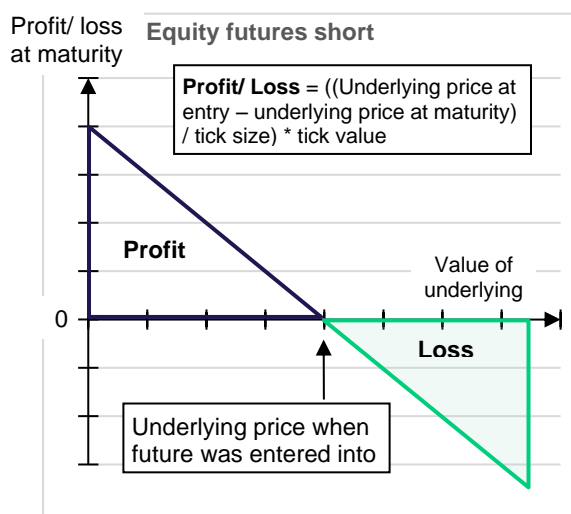 Profit/ loss
at maturity
Equity futures short
Profit/ Loss = ((Underlying price at
entry – underlying price at maturity)
/ tick size) * tick value
Profit
Value of
underlying
0
Loss
Underlying price when
future was entered into